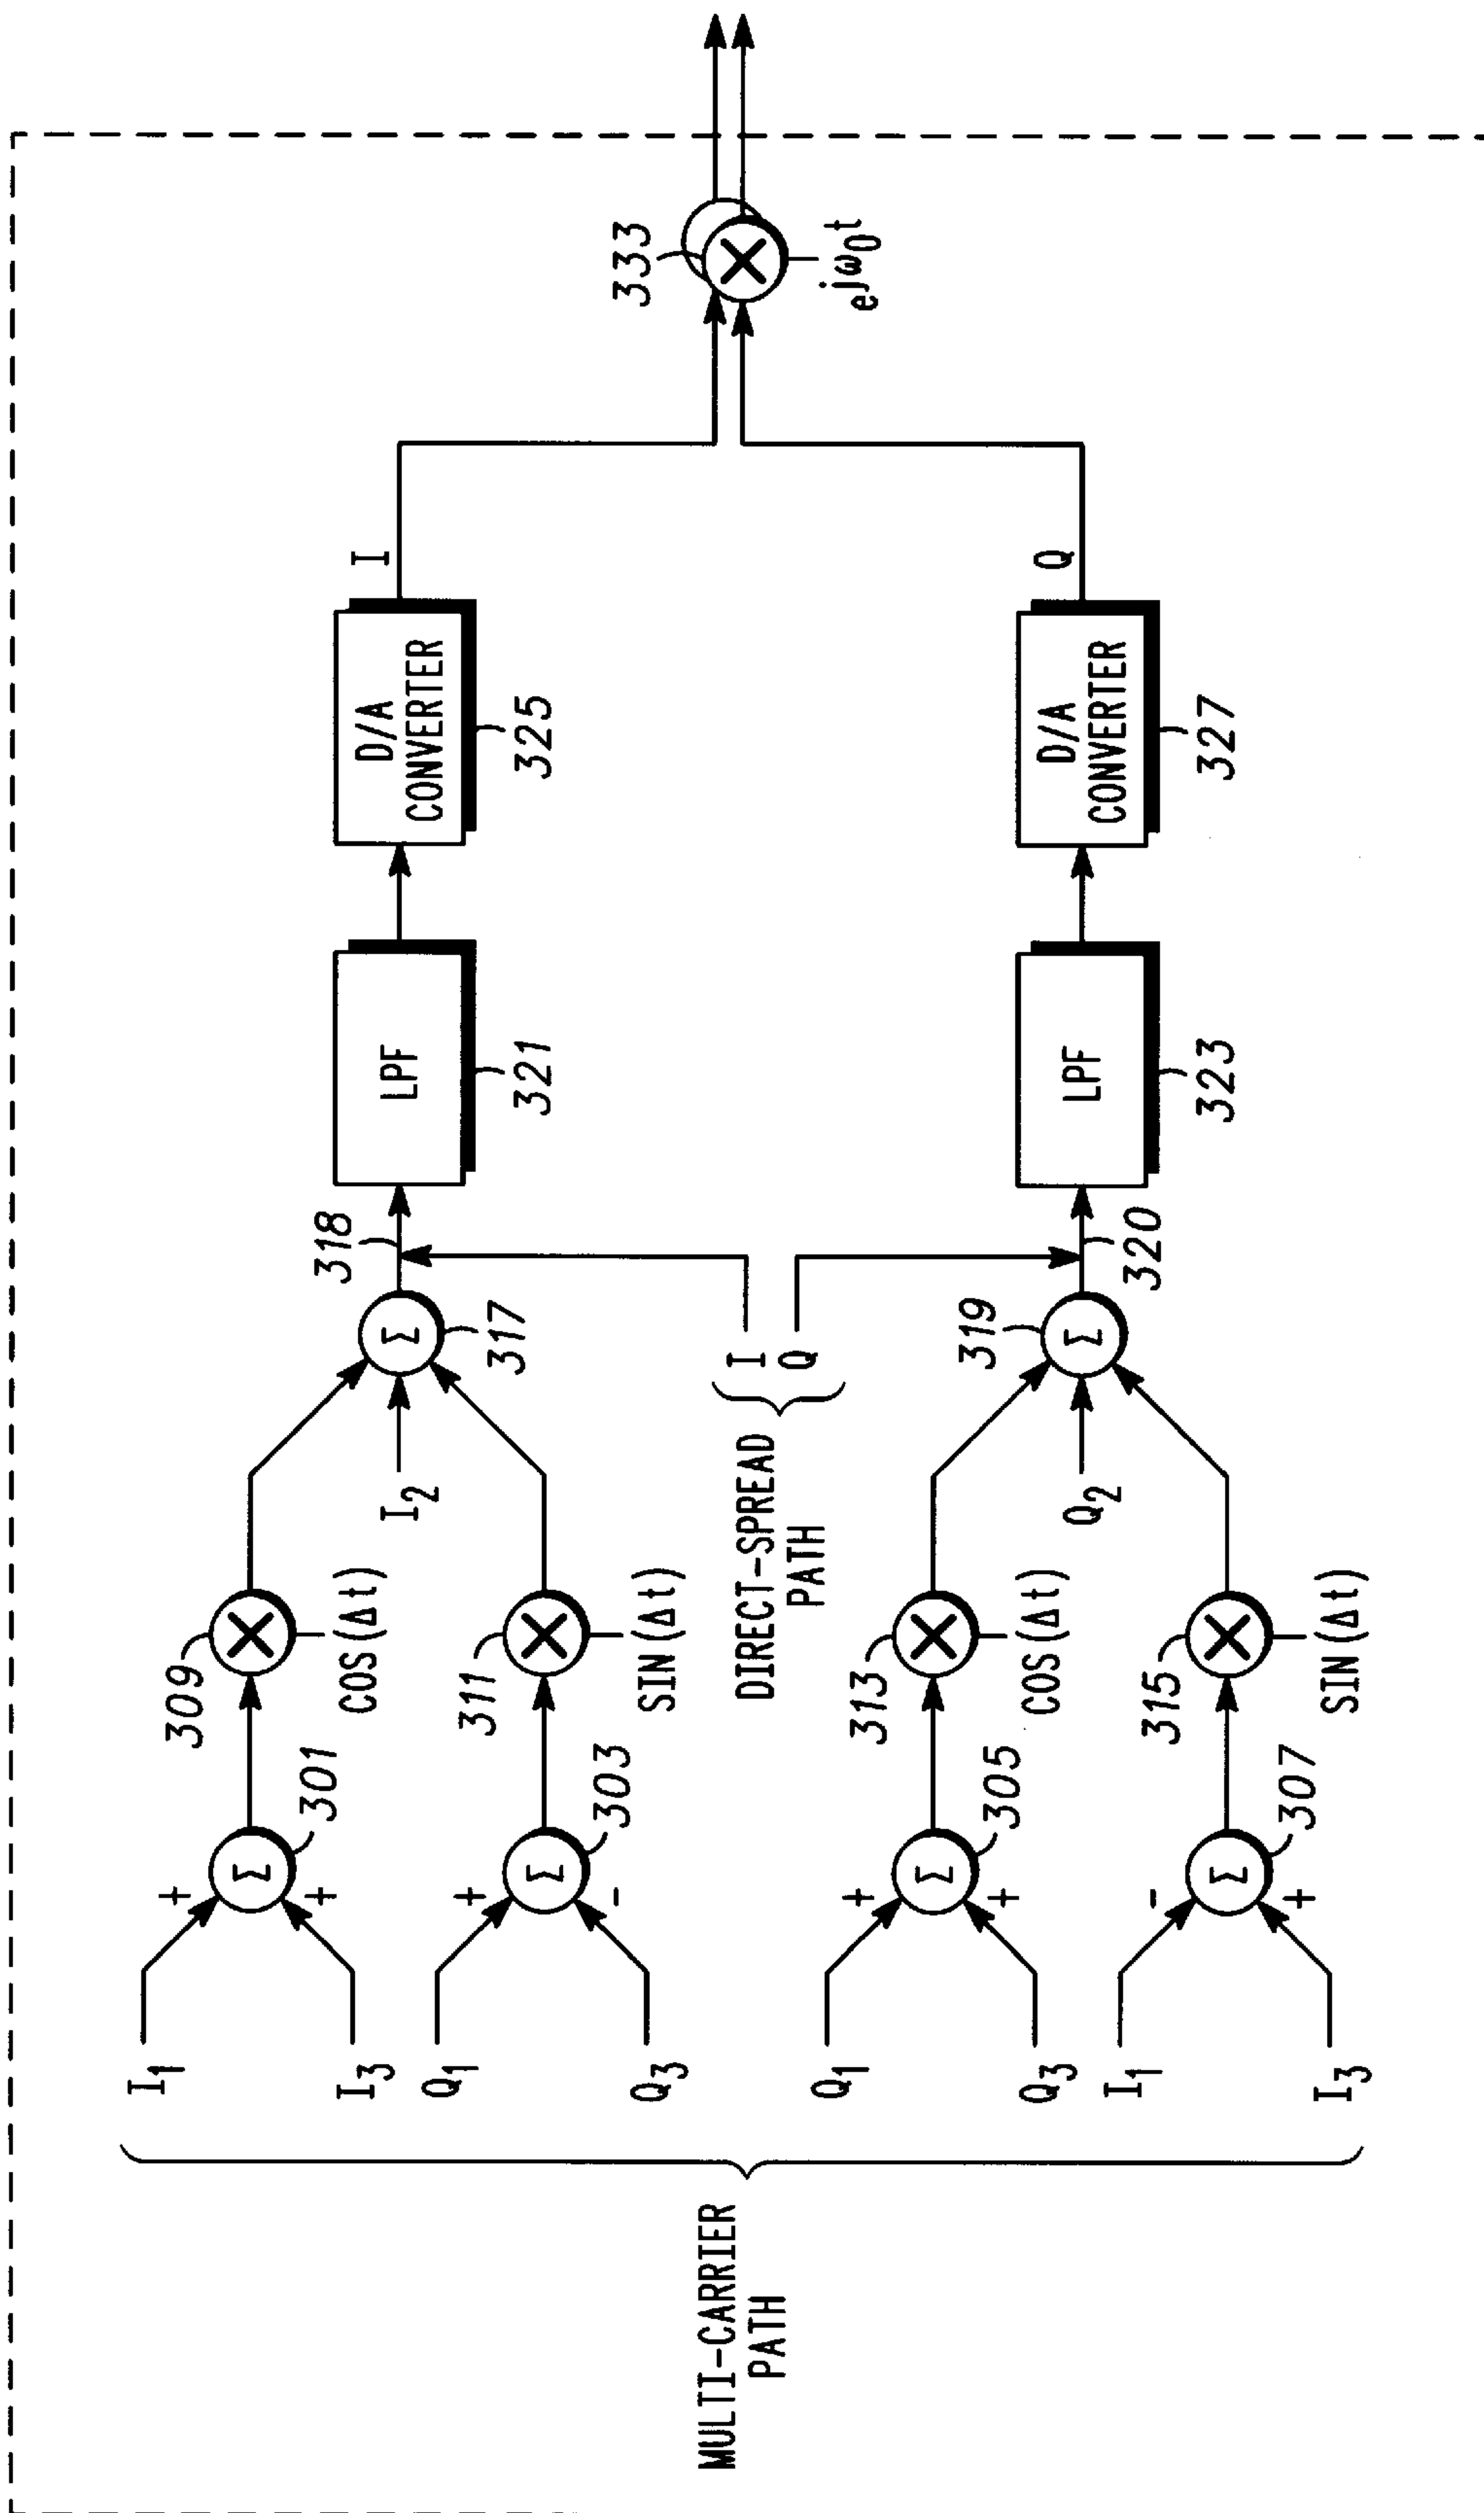 MULTI-CARRIER
PATH
I1
I3
Q1
Q3
Q1
Q3
I1
I3
+
+
+
-
+
+
-
+
Σ
301
Σ
303
Σ
305
Σ
307
309
COS(Δt)
311
SIN(Δt)
313
COS(Δt)
315
SIN(Δt)
I2
DIRECT-SPREAD
PATH
I
Q
Q2
Σ
317
318
319
Σ
320
LPF
321
LPF
323
D/A
CONVERTER
325
D/A
CONVERTER
327
I
Q
333
e^jω0t